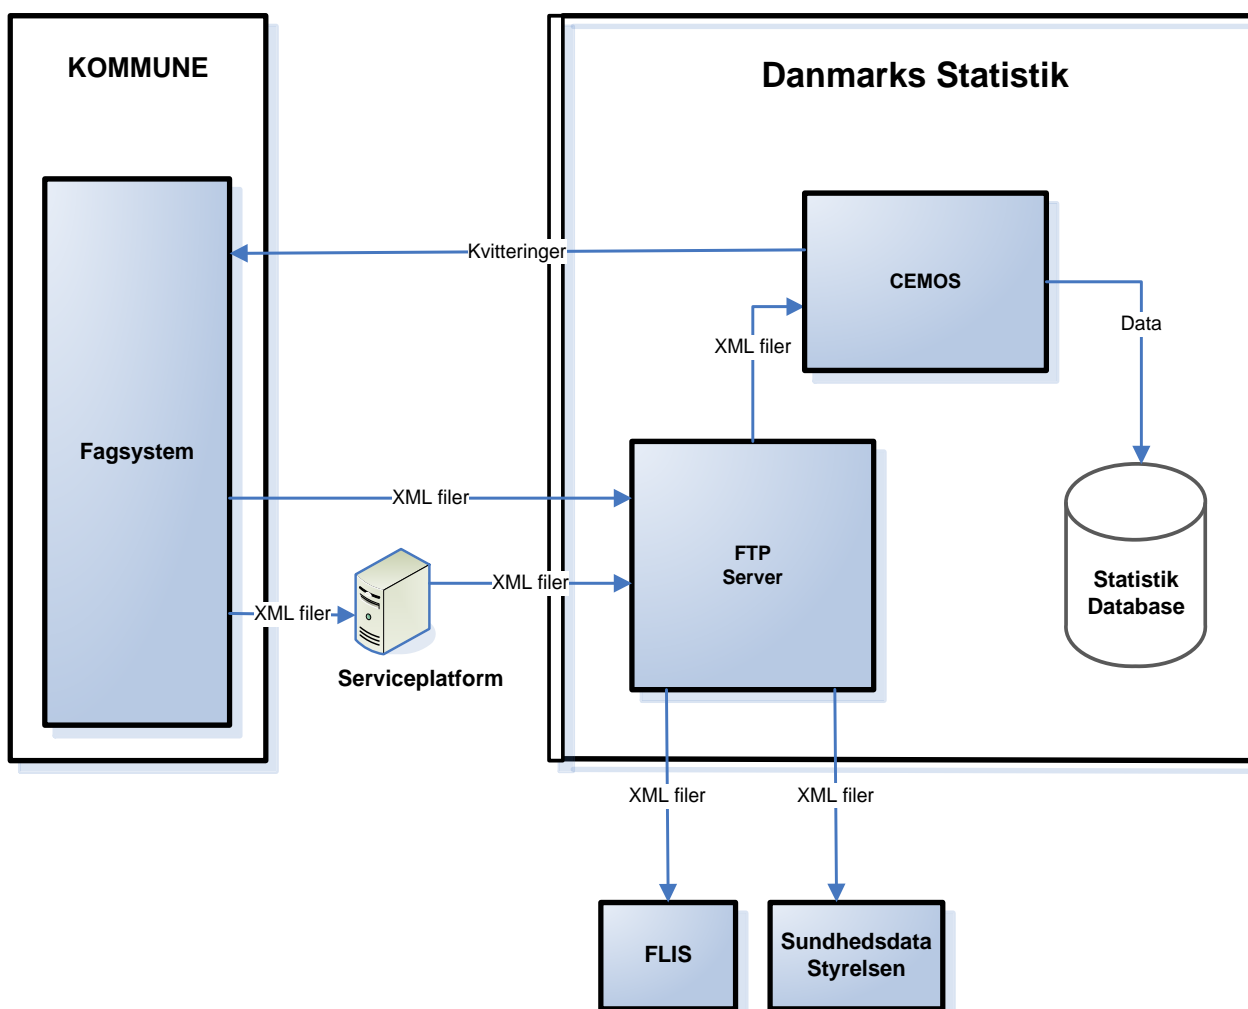 KOMMUNE
Danmarks Statistik
Kvitteringer
CEMOS
Data
XML filer
Fagsystem
XML filer
FTP
Server
XML filer
XML filer
Serviceplatform
Statistik
Database
XML filer
XML filer
FLIS
Sundhedsdata
Styrelsen